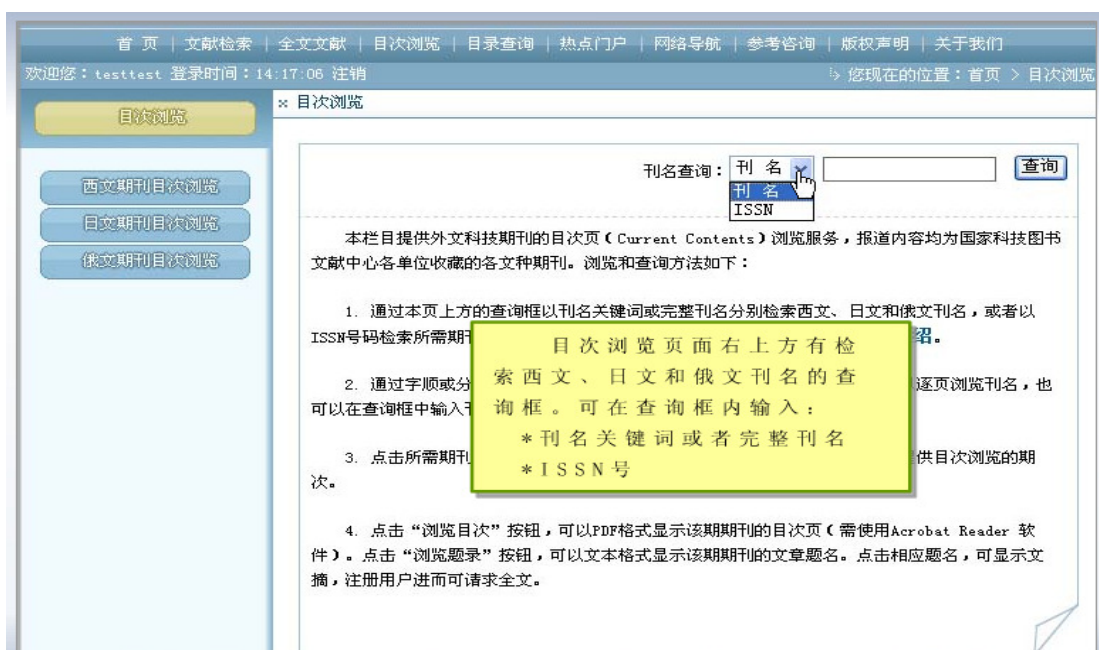 首 页 | 文献检索 | 全文文献 | 目次浏览 | 目录查询 | 热点门户 | 网络导航 | 参考咨询 | 版权声明 | 关于我们
欢迎您：testtest 登录时间：14:17:06 注销
您现在的位置：首页 > 目次浏览
目次浏览
目次浏览
西文期刊目次浏览
日文期刊目次浏览
俄文期刊目次浏览
刊名查询： 刊 名 查询
刊 名
ISSN
本栏目提供外文科技期刊的目次页（Current Contents）浏览服务，报道内容均为国家科技图书
文献中心各单位收藏的各文种期刊。浏览和查询方法如下：
1. 通过本页上方的查询框以刊名关键词或完整刊名分别检索西文、日文和俄文刊名，或者以
ISSN号码检索所需期 绍。
2. 通过字顺或分 逐页浏览刊名，也
可以在查询框中输入
3. 点击所需期刊 供目次浏览的期
次。
目次浏览页面右上方有检
索西文、日文和俄文刊名的查
询框。可在查询框内输入：
*刊名关键词或者完整刊名
*ISSN号
4. 点击“浏览目次”按钮，可以PDF格式显示该期期刊的目次页（需使用Acrobat Reader 软
件）。点击“浏览题录”按钮，可以文本格式显示该期期刊的文章题名。点击相应题名，可显示文
摘，注册用户进而可请求全文。